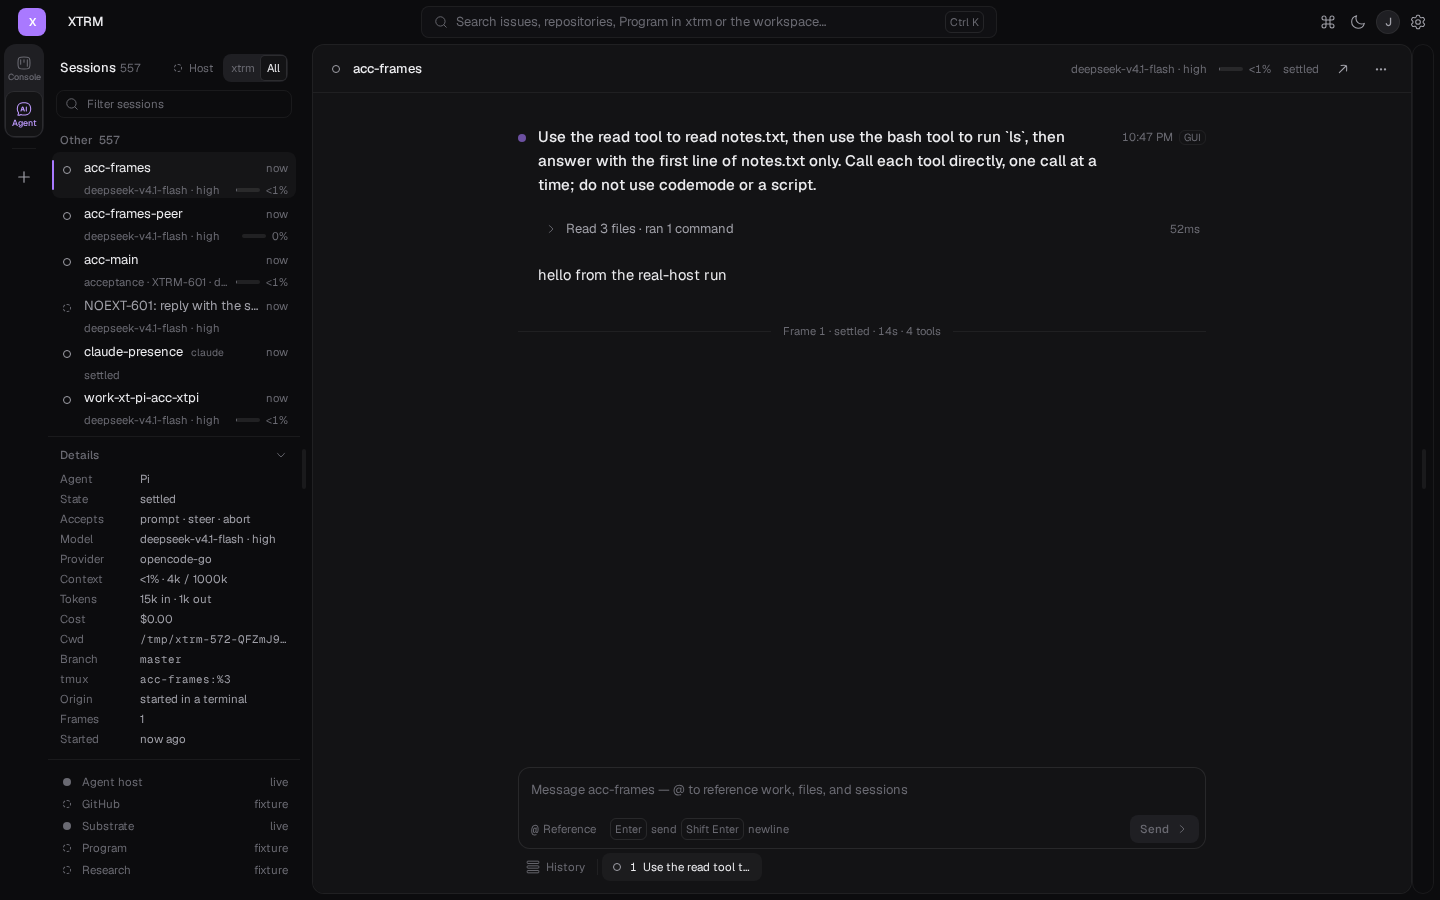 X XTRM Search issues, repositories, Program in xtrm or the workspace... Ctrl K J
Console
AI
Agent
Sessions 557 Host xtrm All
Filter sessions
Other 557
acc-frames now
deepseek-v4.1-flash · high <1%
acc-frames-peer now
deepseek-v4.1-flash · high 0%
acc-main now
acceptance · XTRM-601 · d... <1%
NOEXT-601: reply with the s... now
deepseek-v4.1-flash · high
claude-presence claude now
settled
work-xt-pi-acc-xtpi now
deepseek-v4.1-flash · high <1%
Details
Agent Pi
State settled
Accepts prompt · steer · abort
Model deepseek-v4.1-flash · high
Provider opencode-go
Context <1% · 4k / 1000k
Tokens 15k in · 1k out
Cost $0.00
Cwd /tmp/xtrm-572-QFZmJ9...
Branch master
tmux acc-frames:%3
Origin started in a terminal
Frames 1
Started now ago
Agent host live
GitHub fixture
Substrate live
Program fixture
Research fixture
acc-frames deepseek-v4.1-flash · high <1% settled
Use the read tool to read notes.txt, then use the bash tool to run `ls`, then 10:47 PM GUI
answer with the first line of notes.txt only. Call each tool directly, one call at a
time; do not use codemode or a script.
Read 3 files · ran 1 command 52ms
hello from the real-host run
Frame 1 · settled · 14s · 4 tools
Message acc-frames — @ to reference work, files, and sessions
@ Reference Enter send Shift Enter newline Send
History 1 Use the read tool t...